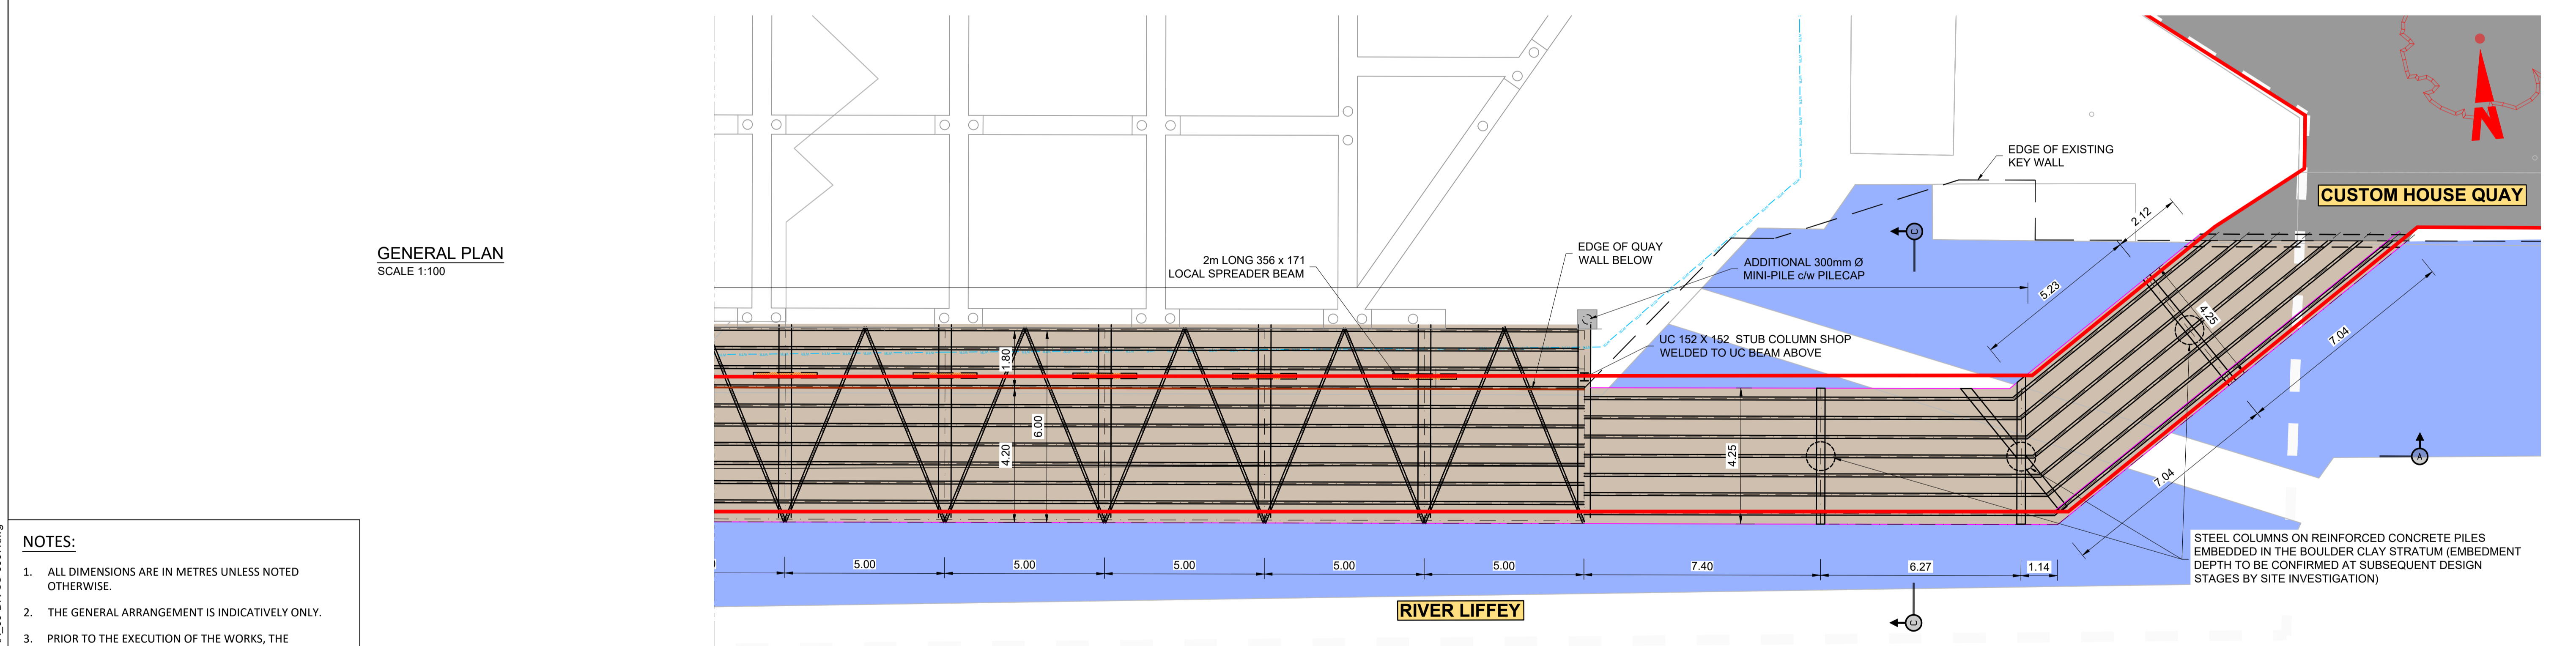 GENERAL PLAN
SCALE 1:100
NOTES:
1. ALL DIMENSIONS ARE IN METRES UNLESS NOTED
OTHERWISE.
2. THE GENERAL ARRANGEMENT IS INDICATIVELY ONLY.
3. PRIOR TO THE EXECUTION OF THE WORKS, THE
2m LONG 356 x 171
LOCAL SPREADER BEAM
EDGE OF QUAY
WALL BELOW
ADDITIONAL 300mm Ø
MINI-PILE c/w PILECAP
UC 152 X 152 STUB COLUMN SHOP
WELDED TO UC BEAM ABOVE
EDGE OF EXISTING
KEY WALL
N
CUSTOM HOUSE QUAY
C
2.12
5.23
4.25
7.04
7.04
A
1.80
6.00
4.20
4.25
5.00
5.00
5.00
5.00
5.00
7.40
6.27
1.14
STEEL COLUMNS ON REINFORCED CONCRETE PILES
EMBEDDED IN THE BOULDER CLAY STRATUM (EMBEDMENT
DEPTH TO BE CONFIRMED AT SUBSEQUENT DESIGN
STAGES BY SITE INVESTIGATION)
RIVER LIFFEY
C